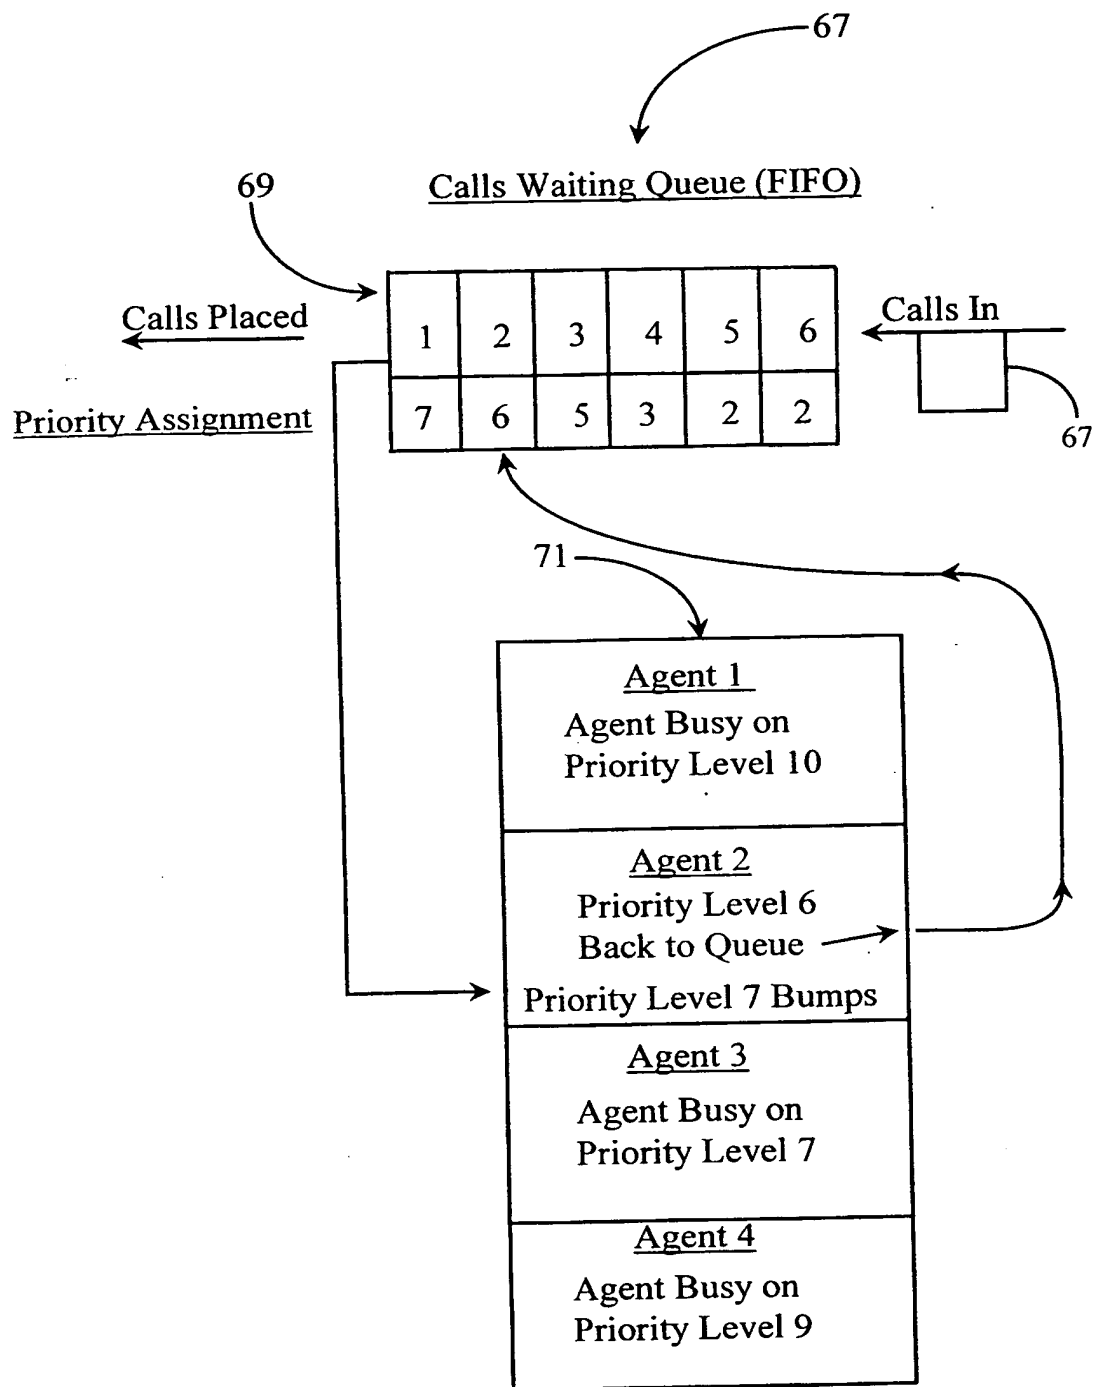 67
Calls Waiting Queue (FIFO)
69
Calls Placed
Calls In
1 2 3 4 5 6
Priority Assignment
7 6 5 3 2 2
67
71
Agent 1
Agent Busy on
Priority Level 10
Agent 2
Priority Level 6
Back to Queue
Priority Level 7 Bumps
Agent 3
Agent Busy on
Priority Level 7
Agent 4
Agent Busy on
Priority Level 9